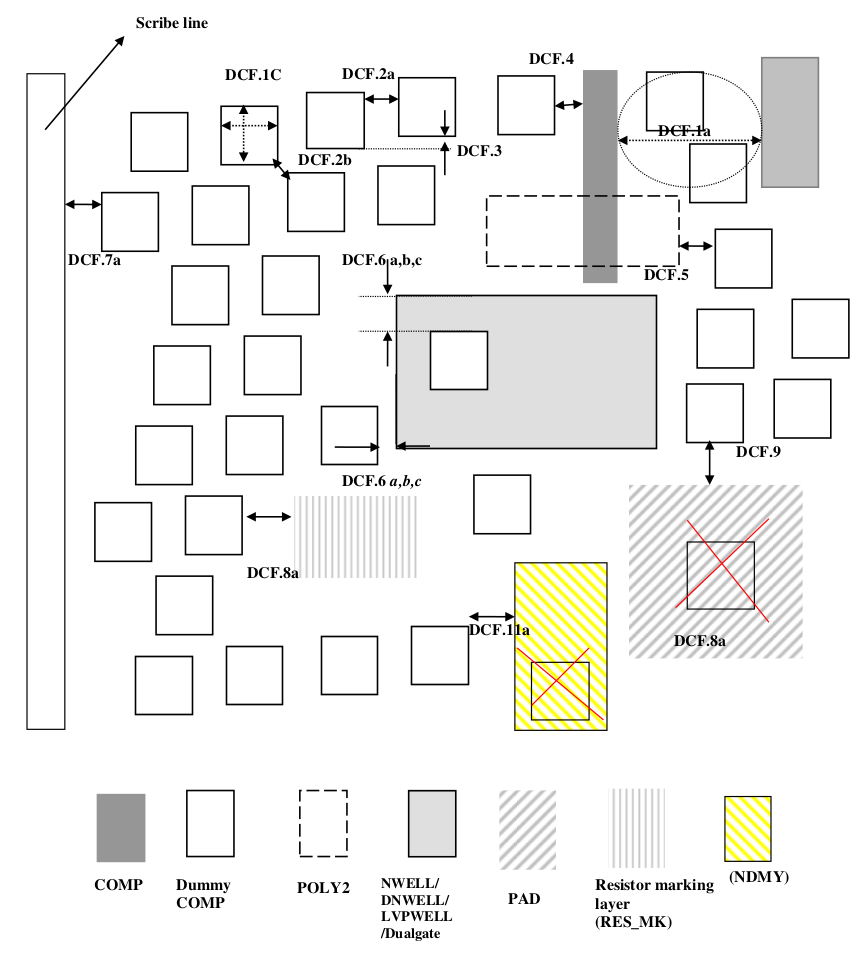 Scribe line
DCF.4
DCF.1C
DCF.2a
DCF.1a
DCF.3
DCF.2b
DCF.7a
DCF.6 a,b,c
DCF.5
DCF.9
DCF.6 a,b,c
DCF.8a
DCF.11a
DCF.8a
COMP
Dummy
COMP
POLY2
NWELL/
DNWELL/
LVPWELL
/Dualgate
PAD
Resistor marking
layer
(RES_MK)
(NDMY)